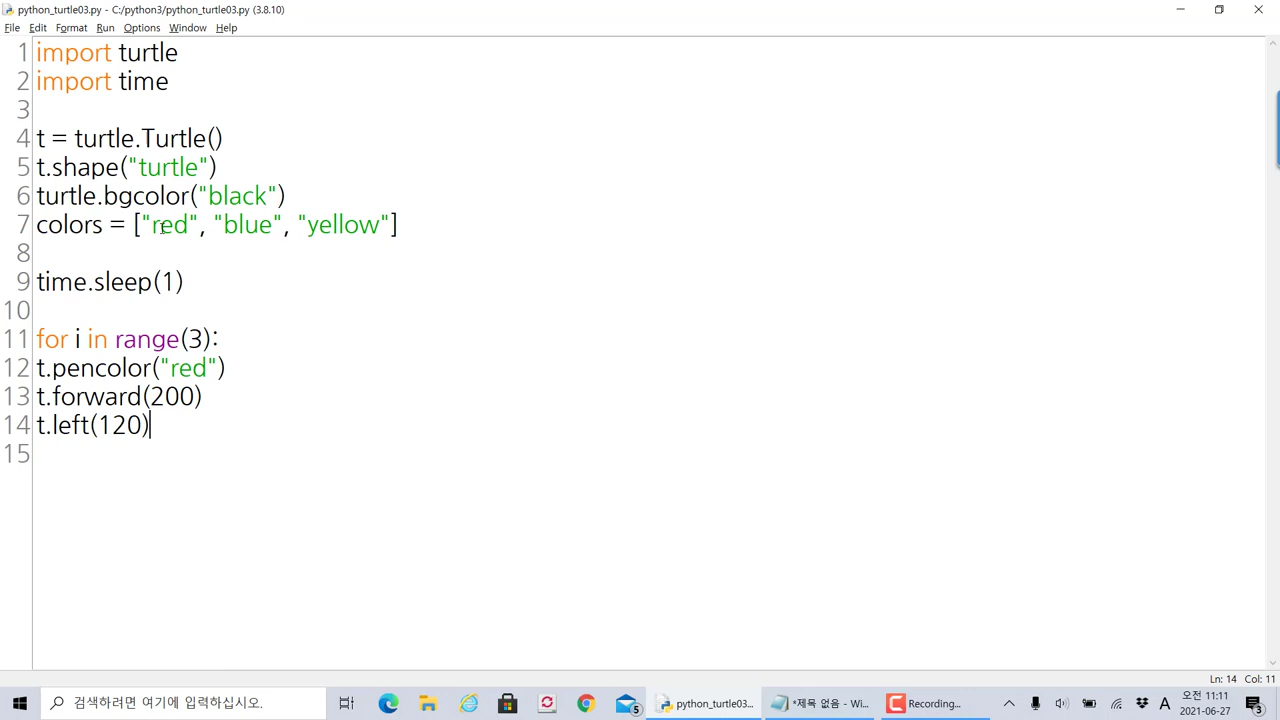 python_turtle03.py - C:/python3/python_turtle03.py (3.8.10)
File Edit Format Run Options Window Help
1 import turtle
2 import time
3
4 t = turtle.Turtle()
5 t.shape("turtle")
6 turtle.bgcolor("black")
7 colors = ["red", "blue", "yellow"]
8
9 time.sleep(1)
10
11 for i in range(3):
12 t.pencolor("red")
13 t.forward(200)
14 t.left(120)
15
Ln: 14 Col: 11
검색하려면 여기에 입력하십시오.
5
python_turtle03...
*제목 없음 - Wi...
Recording...
A
오전 11:11
2021-06-27
3